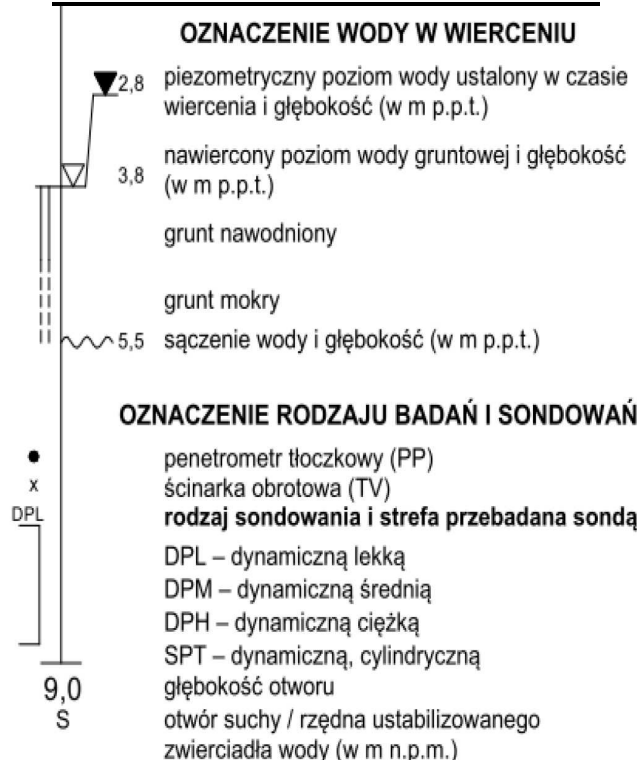 OZNACZENIE WODY W WIERCENIU
2,8 piezometryczny poziom wody ustalony w czasie
wiercenia i głębokość (w m p.p.t.)
nawiercony poziom wody gruntowej i głębokość
3,8 (w m p.p.t.)
grunt nawodniony
grunt mokry
5,5 sączenie wody i głębokość (w m p.p.t.)
OZNACZENIE RODZAJU BADAŃ I SONDOWAŃ
penetrometr tłoczkowy (PP)
x ścinarka obrotowa (TV)
DPL rodzaj sondowania i strefa przebadana sondą
DPL – dynamiczną lekką
DPM – dynamiczną średnią
DPH – dynamiczną ciężką
SPT – dynamiczną, cylindryczną
9,0 głębokość otworu
S otwór suchy / rzędna ustabilizowanego
zwierciadła wody (w m n.p.m.)